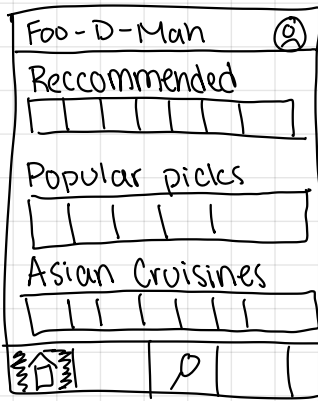 Foo-D-Man
Reccommended
Popular picks
Asian Cruisines